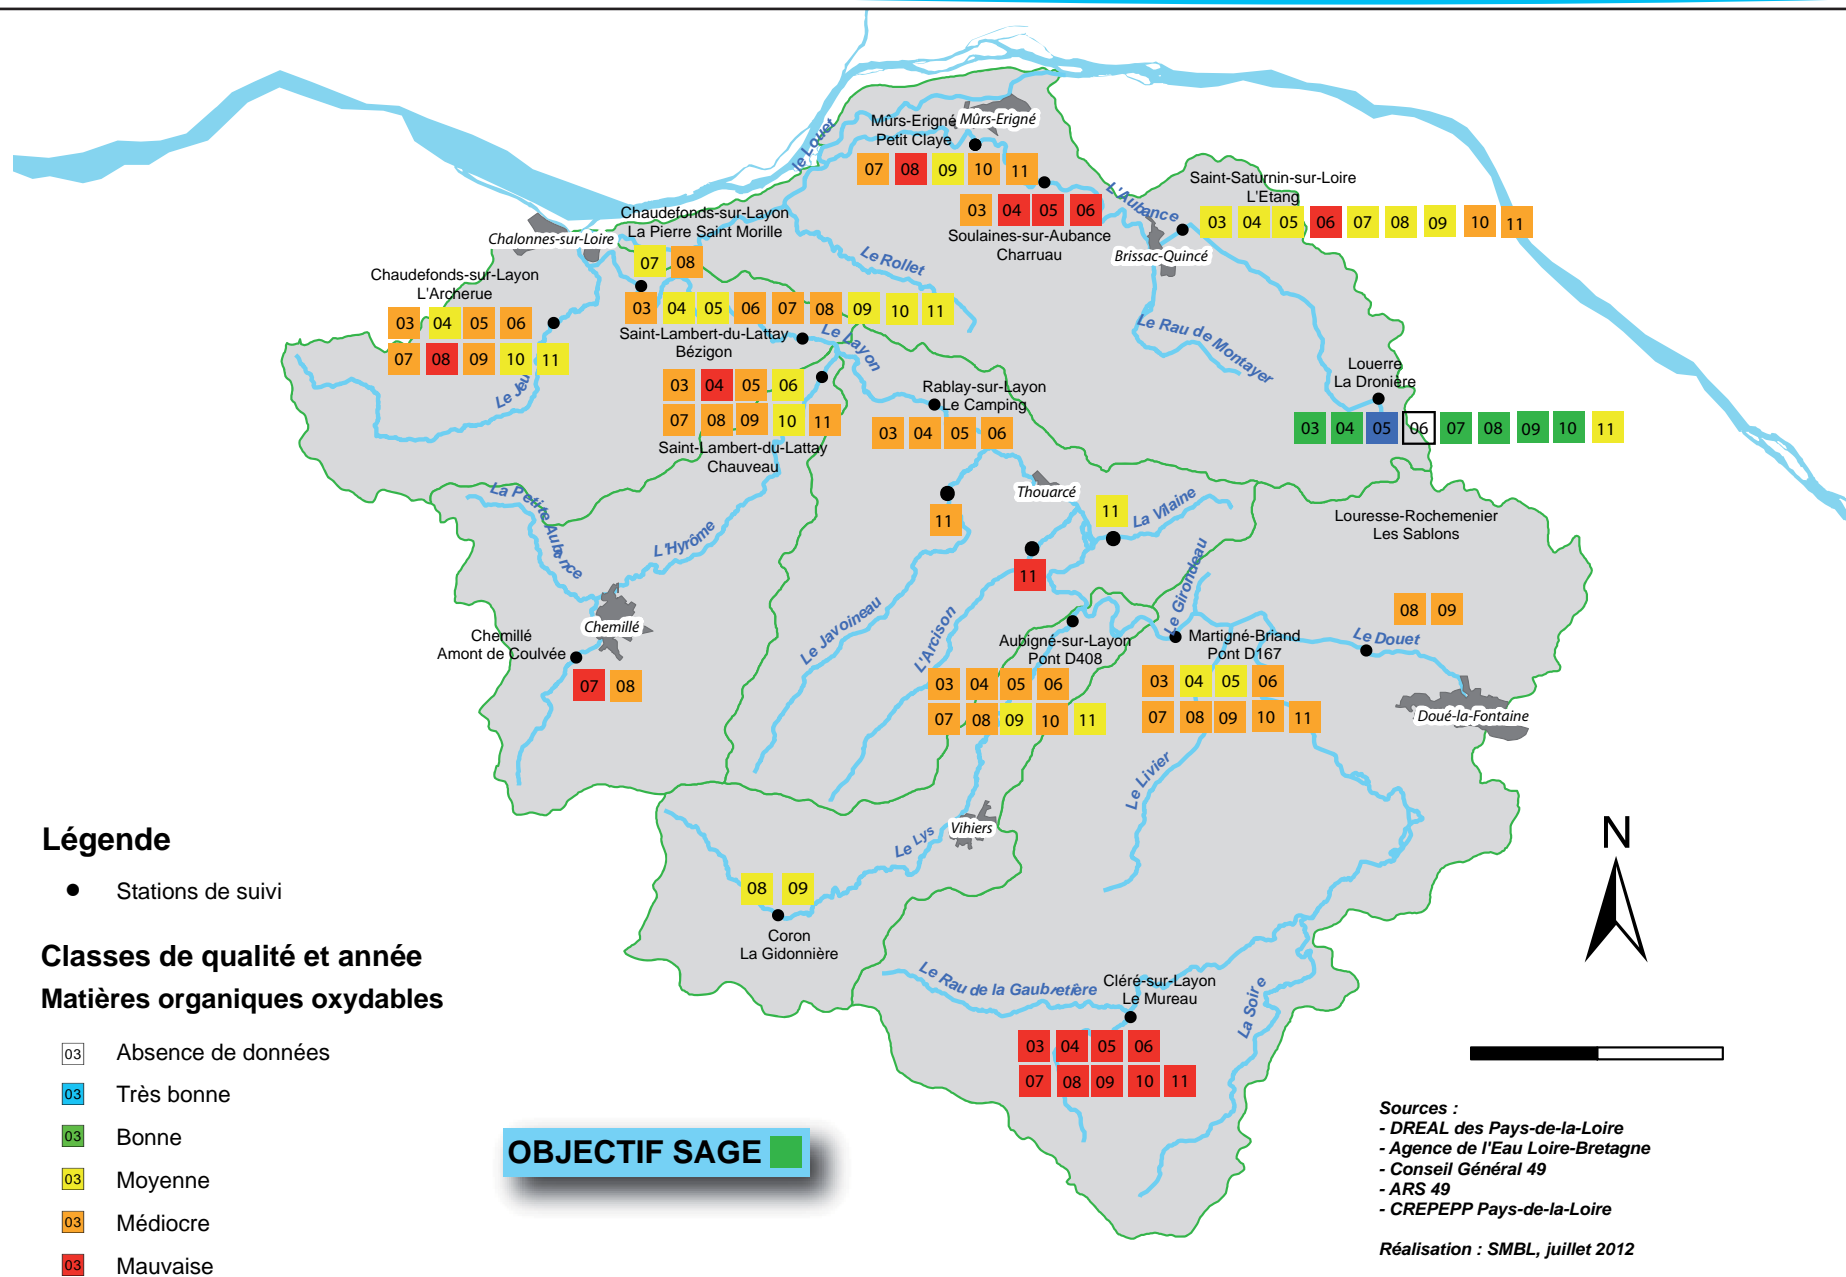 le Louet
Mûrs-Erigné
Petit Claye
Mûrs-Erigné
07 08 09 10 11
03 04 05 06
Soulaines-sur-Aubance
Charruau
L'Aubance
Saint-Saturnin-sur-Loire
L'Etang
03 04 05 06 07 08 09 10 11
Brissac-Quincé
Chaudefonds-sur-Layon
La Pierre Saint Morille
07 08
Chalonnes-sur-Loire
Le Rollet
Chaudefonds-sur-Layon
L'Archerue
03 04 05 06
07 08 09 10 11
Le Jeu
03 04 05 06 07 08 09 10 11
Saint-Lambert-du-Lattay
Bézigon
Le Layon
Le Rau de Montayer
Louerre
La Dronière
03 04 05 06 07 08 09 10 11
03 04 05 06
07 08 09 10 11
Saint-Lambert-du-Lattay
Chauveau
Rablay-sur-Layon
Le Camping
03 04 05 06
Thouarcé
11
11
11
La Vilaine
Louresse-Rochemenier
Les Sablons
08 09
La Petite Aubance
L'Hyrôme
Chemillé
Chemillé
Amont de Coulvée
07 08
Le Javoineau
L'Arcison
Le Girondeau
Aubigné-sur-Layon
Pont D408
03 04 05 06
07 08 09 10 11
Martigné-Briand
Pont D167
03 04 05 06
07 08 09 10 11
Le Douet
Doué-la-Fontaine
Le Livier
Le Lys
Vihiers
08 09
Coron
La Gidonnière
Le Rau de la Gaubretière
Cléré-sur-Layon
Le Mureau
03 04 05 06
07 08 09 10 11
La Soire
N
Légende
Stations de suivi
Classes de qualité et année
Matières organiques oxydables
03 Absence de données
03 Très bonne
03 Bonne
03 Moyenne
03 Médiocre
03 Mauvaise
OBJECTIF SAGE
Sources :
- DREAL des Pays-de-la-Loire
- Agence de l'Eau Loire-Bretagne
- Conseil Général 49
- ARS 49
- CREPEPP Pays-de-la-Loire
Réalisation : SMBL, juillet 2012